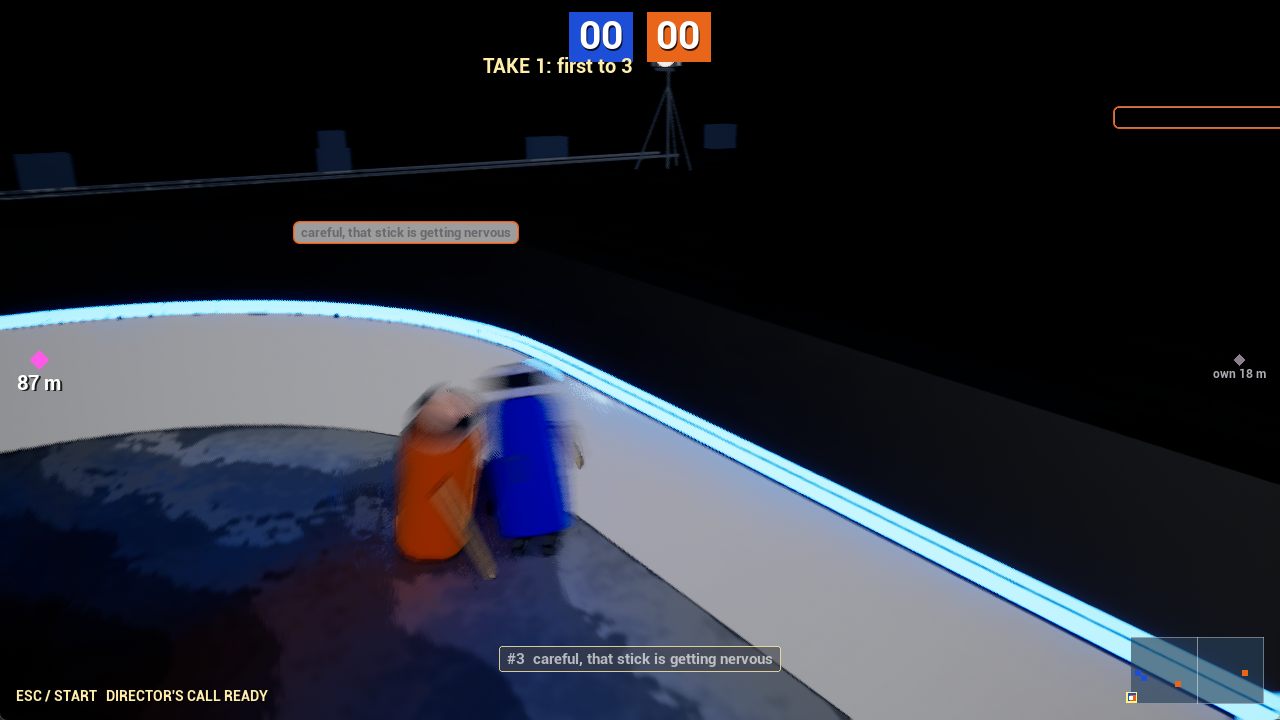 00 00
TAKE 1: first to 3
careful, that stick is getting nervous
87 m
own 18 m
#3 careful, that stick is getting nervous
ESC / START DIRECTOR'S CALL READY